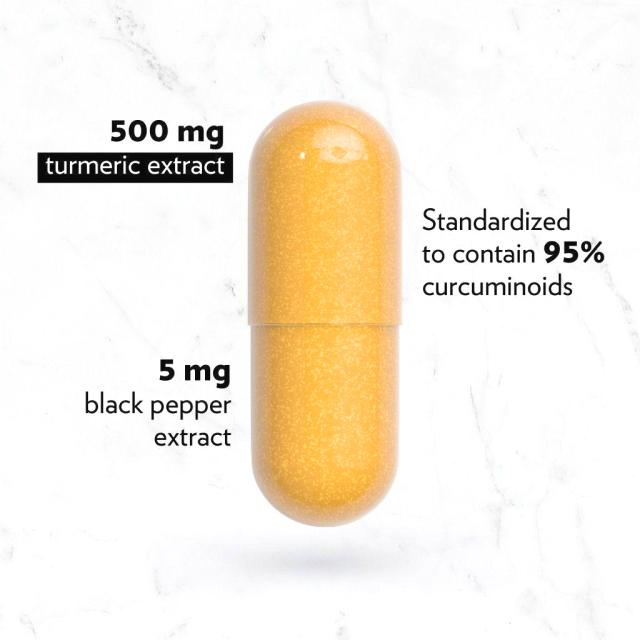 500 mg
turmeric extract
Standardized
to contain 95%
curcuminoids
5 mg
black pepper
extract